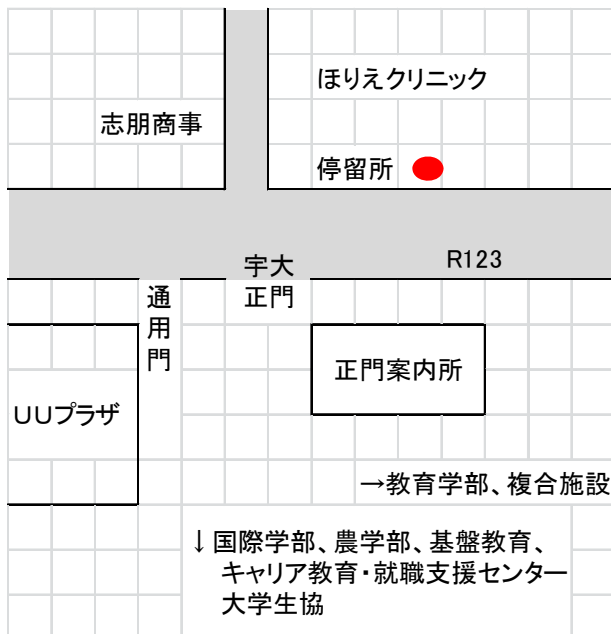 ほりえクリニック
志朋商事
停留所
R123
宇大
正門
通用門
正門案内所
UUプラザ
→教育学部、複合施設
↓国際学部、農学部、基盤教育、
キャリア教育・就職支援センター
大学生協